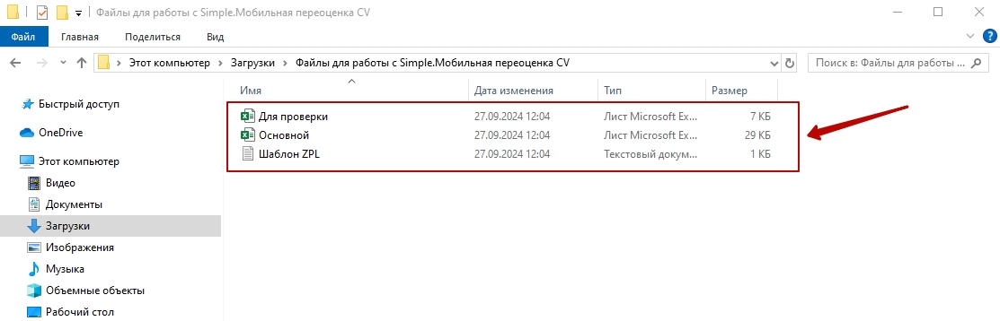 Файлы для работы с Simple.Мобильная переоценка CV
Файл Главная Поделиться Вид
Этот компьютер Загрузки Файлы для работы с Simple.Мобильная переоценка CV Поиск в: Файлы для работы ...
Имя Дата изменения Тип Размер
Быстрый доступ
OneDrive
Этот компьютер
Видео
Документы
Загрузки
Изображения
Музыка
Объемные объекты
Рабочий стол
Для проверки 27.09.2024 12:04 Лист Microsoft Ex... 7 КБ
Основной 27.09.2024 12:04 Лист Microsoft Ex... 29 КБ
Шаблон ZPL 27.09.2024 12:04 Текстовый докум... 1 КБ